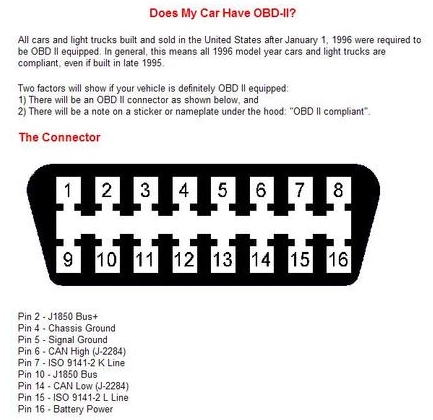 Does My Car Have OBD-II?
All cars and light trucks built and sold in the United States after January 1, 1996 were required to
be OBD II equipped. In general, this means all 1996 model year cars and light trucks are
compliant, even if built in late 1995.
Two factors will show if your vehicle is definitely OBD II equipped:
1) There will be an OBD II connector as shown below, and
2) There will be a note on a sticker or nameplate under the hood: "OBD II compliant".
The Connector
1 2 3 4 5 6 7 8
9 10 11 12 13 14 15 16
Pin 2 - J1850 Bus+
Pin 4 - Chassis Ground
Pin 5 - Signal Ground
Pin 6 - CAN High (J-2284)
Pin 7 - ISO 9141-2 K Line
Pin 10 - J1850 Bus
Pin 14 - CAN Low (J-2284)
Pin 15 - ISO 9141-2 L Line
Pin 16 - Battery Power